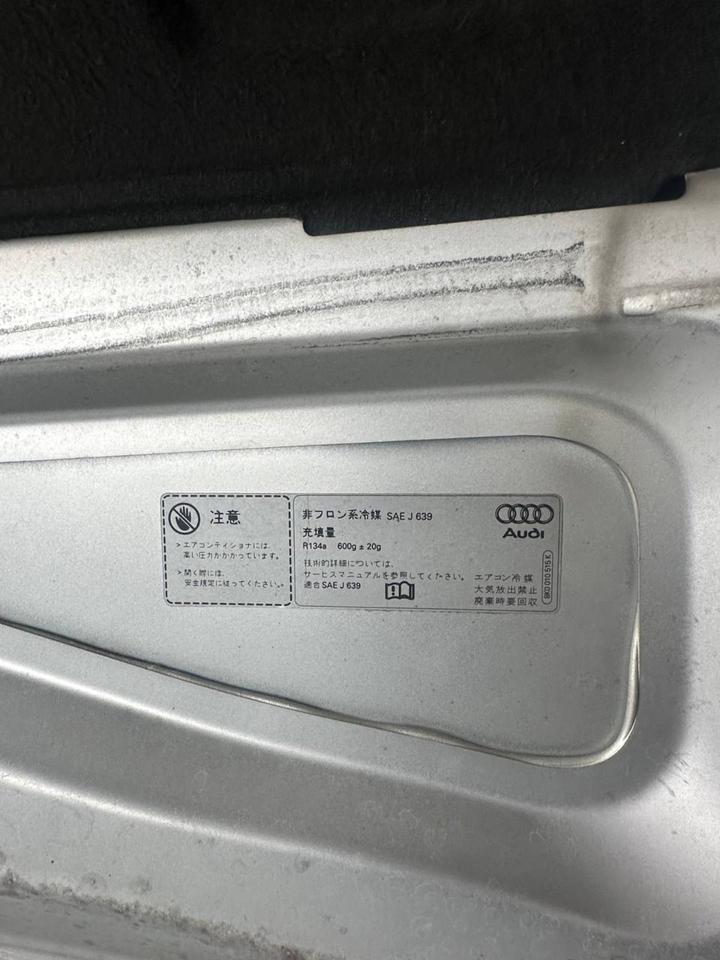 注意
> エアコンディショナには、
高い圧力がかかっています。
> 開く際には、
安全規定に従ってください。
非フロン系冷媒 SAE J 639
充填量
R134a 600g ± 20g
技術的詳細については、
サービスマニュアルを参照してください。
適合 SAE J 639
Audi
エアコン冷媒
大気放出禁止
廃棄時要回収
8K0 010 515 K